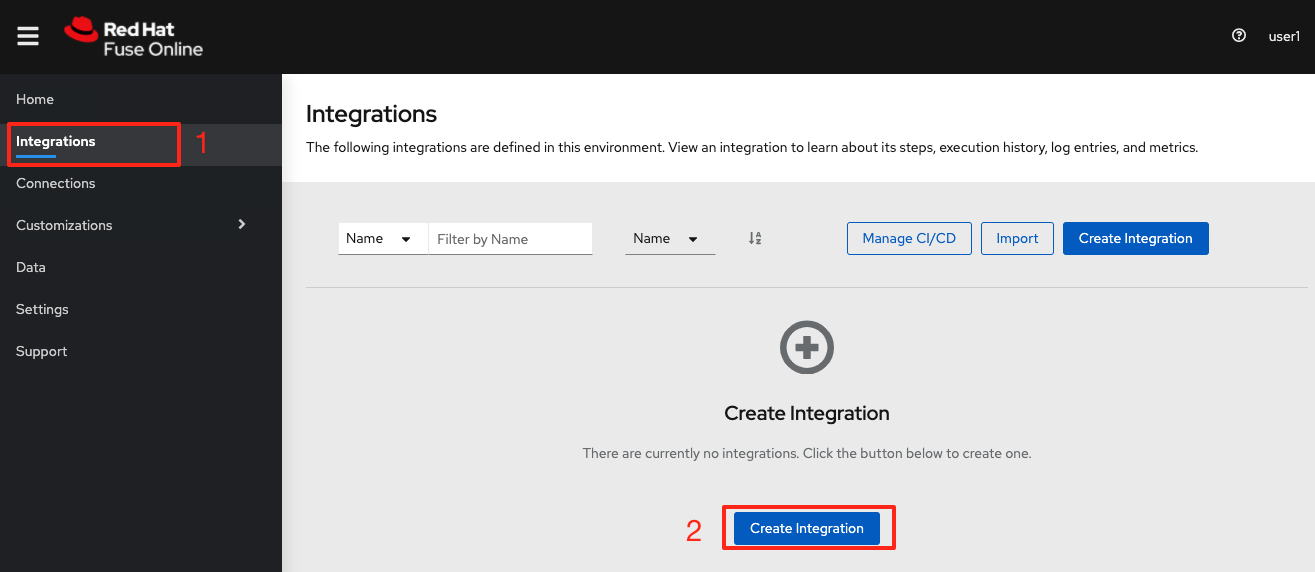 Red Hat
Fuse Online
user1
Home
Integrations 1
Connections
Customizations
Data
Settings
Support
Integrations
The following integrations are defined in this environment. View an integration to learn about its steps, execution history, log entries, and metrics.
Name Filter by Name Name A Z Manage CI/CD Import Create Integration
Create Integration
There are currently no integrations. Click the button below to create one.
2 Create Integration